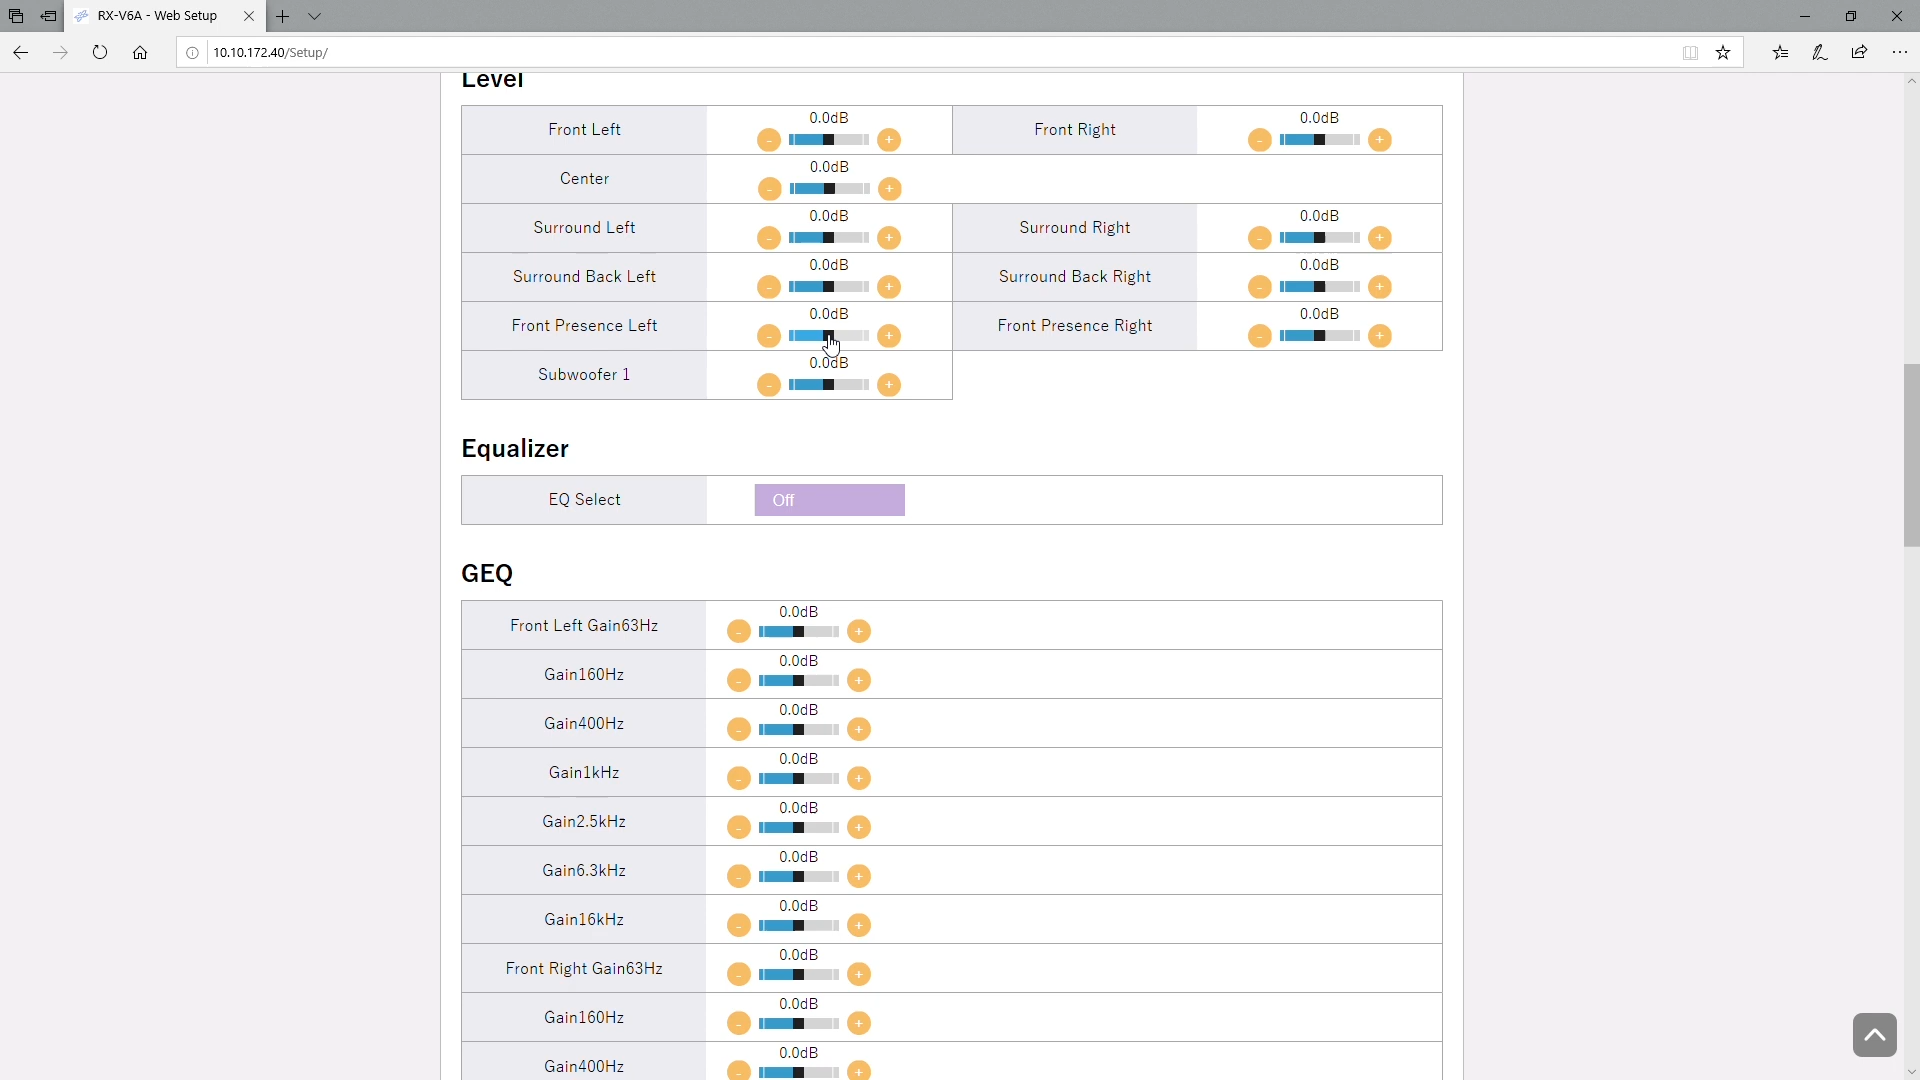 RX-V6A - Web Setup
10.10.172.40/Setup/
Level
Front Left - 0.0dB + Front Right - 0.0dB +
Center - 0.0dB +
Surround Left - 0.0dB + Surround Right - 0.0dB +
Surround Back Left - 0.0dB + Surround Back Right - 0.0dB +
Front Presence Left - 0.0dB + Front Presence Right - 0.0dB +
Subwoofer 1 - 0.0dB +
Equalizer
EQ Select Off
GEQ
Front Left Gain63Hz - 0.0dB +
Gain160Hz - 0.0dB +
Gain400Hz - 0.0dB +
Gain1kHz - 0.0dB +
Gain2.5kHz - 0.0dB +
Gain6.3kHz - 0.0dB +
Gain16kHz - 0.0dB +
Front Right Gain63Hz - 0.0dB +
Gain160Hz - 0.0dB +
Gain400Hz - 0.0dB +